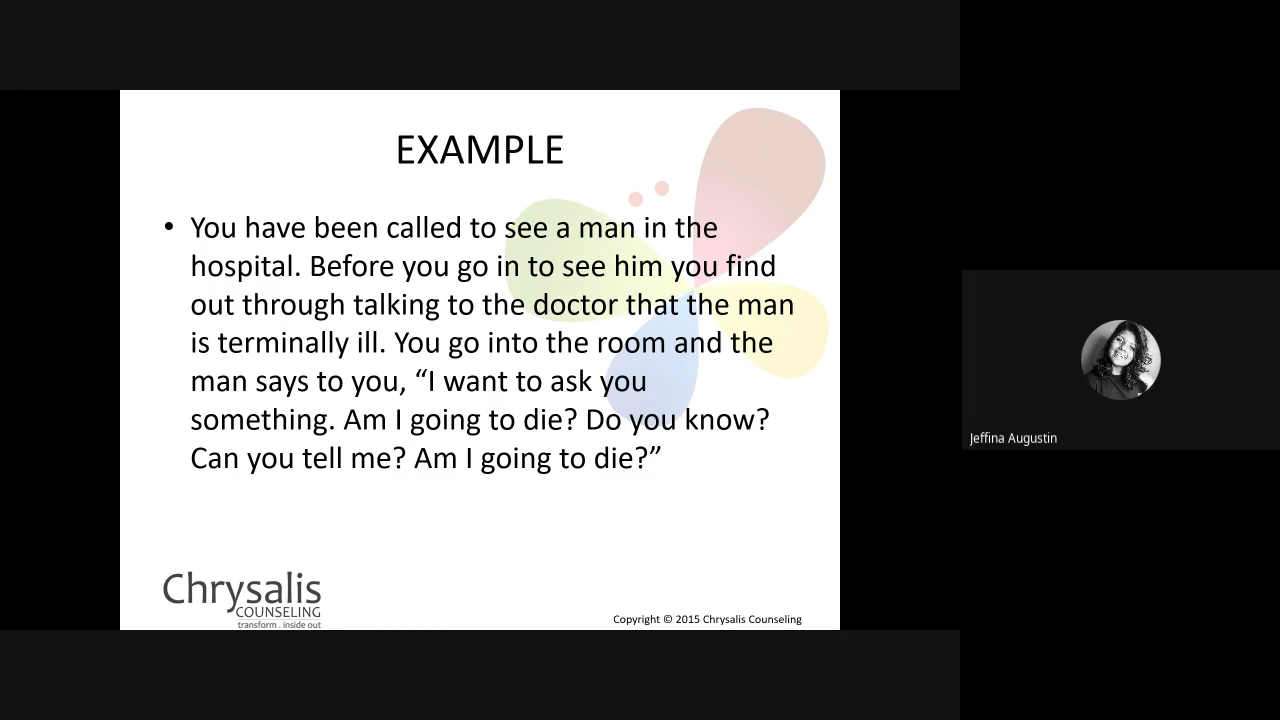 EXAMPLE
• You have been called to see a man in the
hospital. Before you go in to see him you find
out through talking to the doctor that the man
is terminally ill. You go into the room and the
man says to you, “I want to ask you
something. Am I going to die? Do you know?
Can you tell me? Am I going to die?”
Chrysalis
COUNSELING
transform . inside out
Copyright © 2015 Chrysalis Counseling
Jeffina Augustin